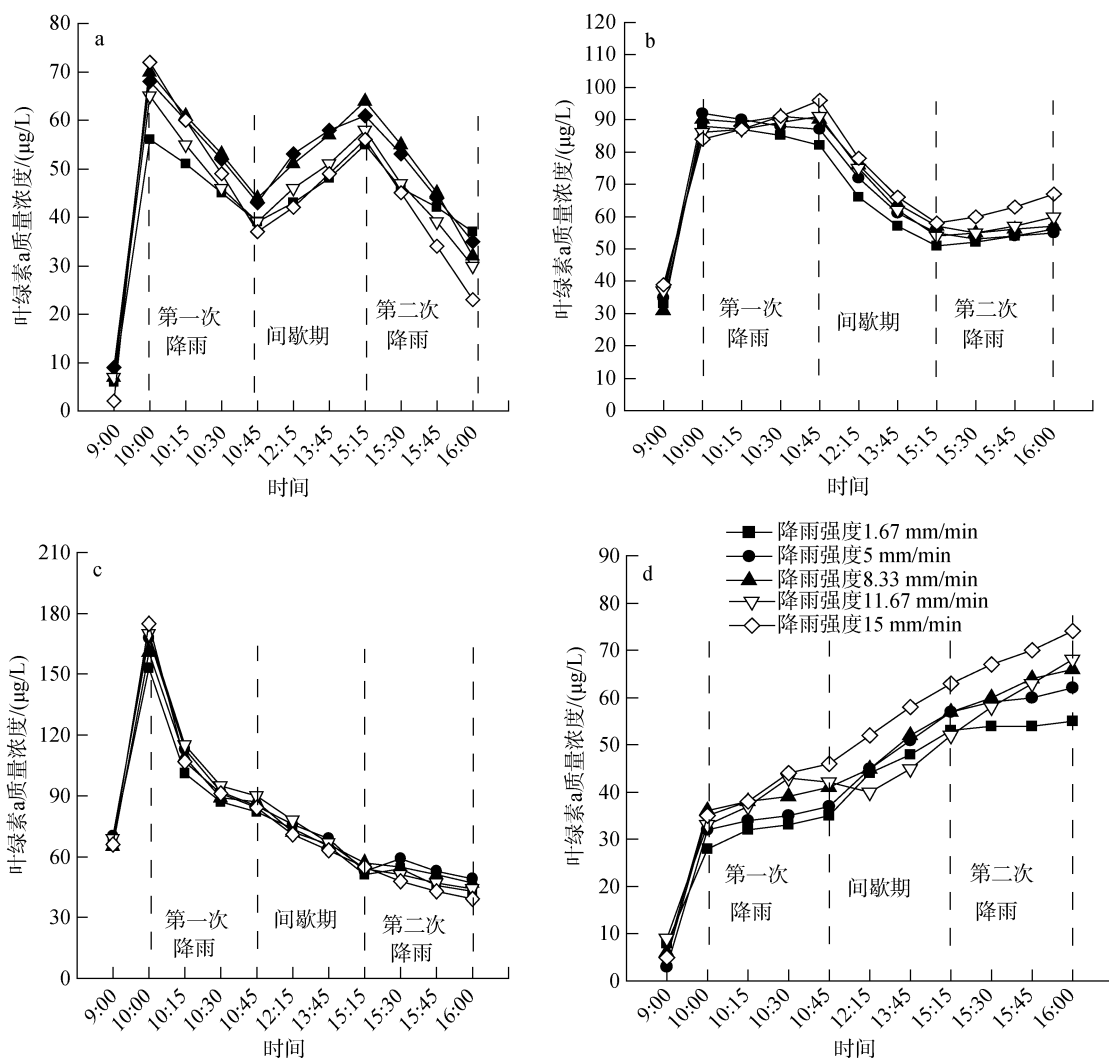 a
叶绿素a质量浓度/(μg/L)
80
70
60
50
40
30
20
10
0
第一次
降雨
间歇期
第二次
降雨
9:00
10:00
10:15
10:30
10:45
12:15
13:45
15:15
15:30
15:45
16:00
时间
b
叶绿素a质量浓度/(μg/L)
120
110
100
90
80
70
60
50
40
30
20
10
0
第一次
降雨
间歇期
第二次
降雨
9:00
10:00
10:15
10:30
10:45
12:15
13:45
15:15
15:30
15:45
16:00
时间
c
叶绿素a质量浓度/(μg/L)
210
180
150
120
90
60
30
0
第一次
降雨
间歇期
第二次
降雨
9:00
10:00
10:15
10:30
10:45
12:15
13:45
15:15
15:30
15:45
16:00
时间
降雨强度1.67 mm/min
降雨强度5 mm/min
降雨强度8.33 mm/min
降雨强度11.67 mm/min
降雨强度15 mm/min
d
叶绿素a质量浓度/(μg/L)
90
80
70
60
50
40
30
20
10
0
第一次
降雨
间歇期
第二次
降雨
9:00
10:00
10:15
10:30
10:45
12:15
13:45
15:15
15:30
15:45
16:00
时间